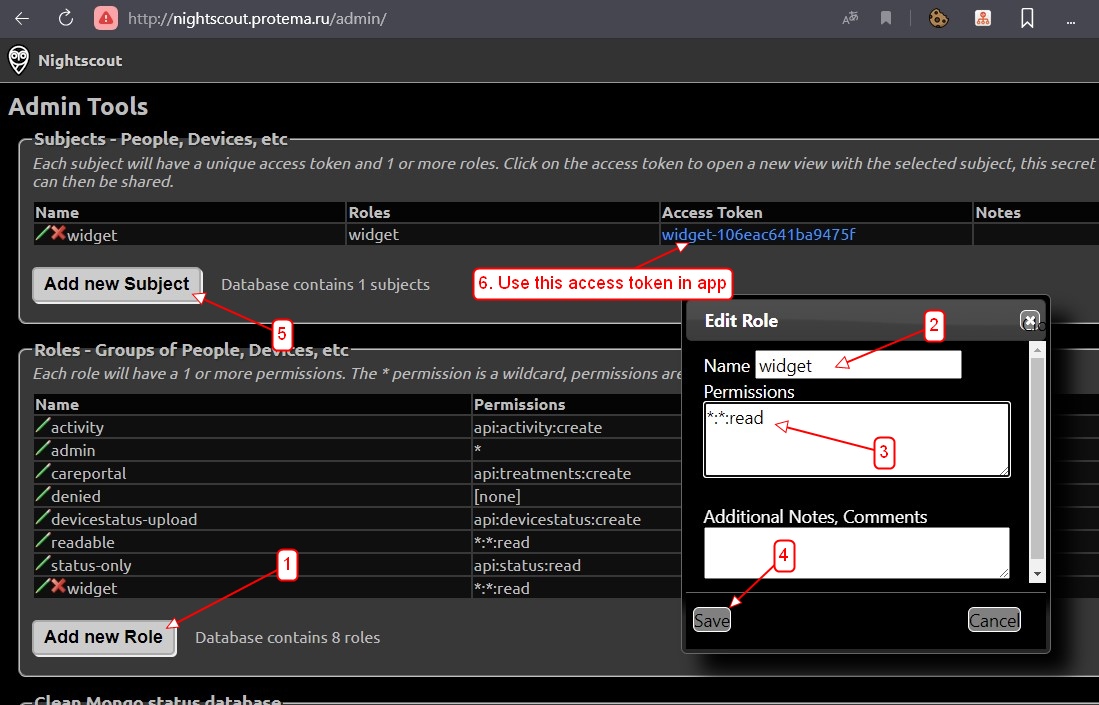 http://nightscout.protema.ru/admin/
...
Nightscout
Admin Tools
Subjects - People, Devices, etc
Each subject will have a unique access token and 1 or more roles. Click on the access token to open a new view with the selected subject, this secret
can then be shared.
Name Roles Access Token Notes
widget widget widget-106eac641ba9475f
6. Use this access token in app
Add new Subject Database contains 1 subjects
5
Roles - Groups of People, Devices, etc
Each role will have a 1 or more permissions. The * permission is a wildcard, permissions are
Name Permissions
activity api:activity:create
admin *
careportal api:treatments:create
denied [none]
devicestatus-upload api:devicestatus:create
readable *:*:read
status-only api:status:read
widget *:*:read
1
Add new Role Database contains 8 roles
Edit Role
2
Name widget
Permissions
*:*:read
3
Additional Notes, Comments
4
Save Cancel
Clean Mongo status database